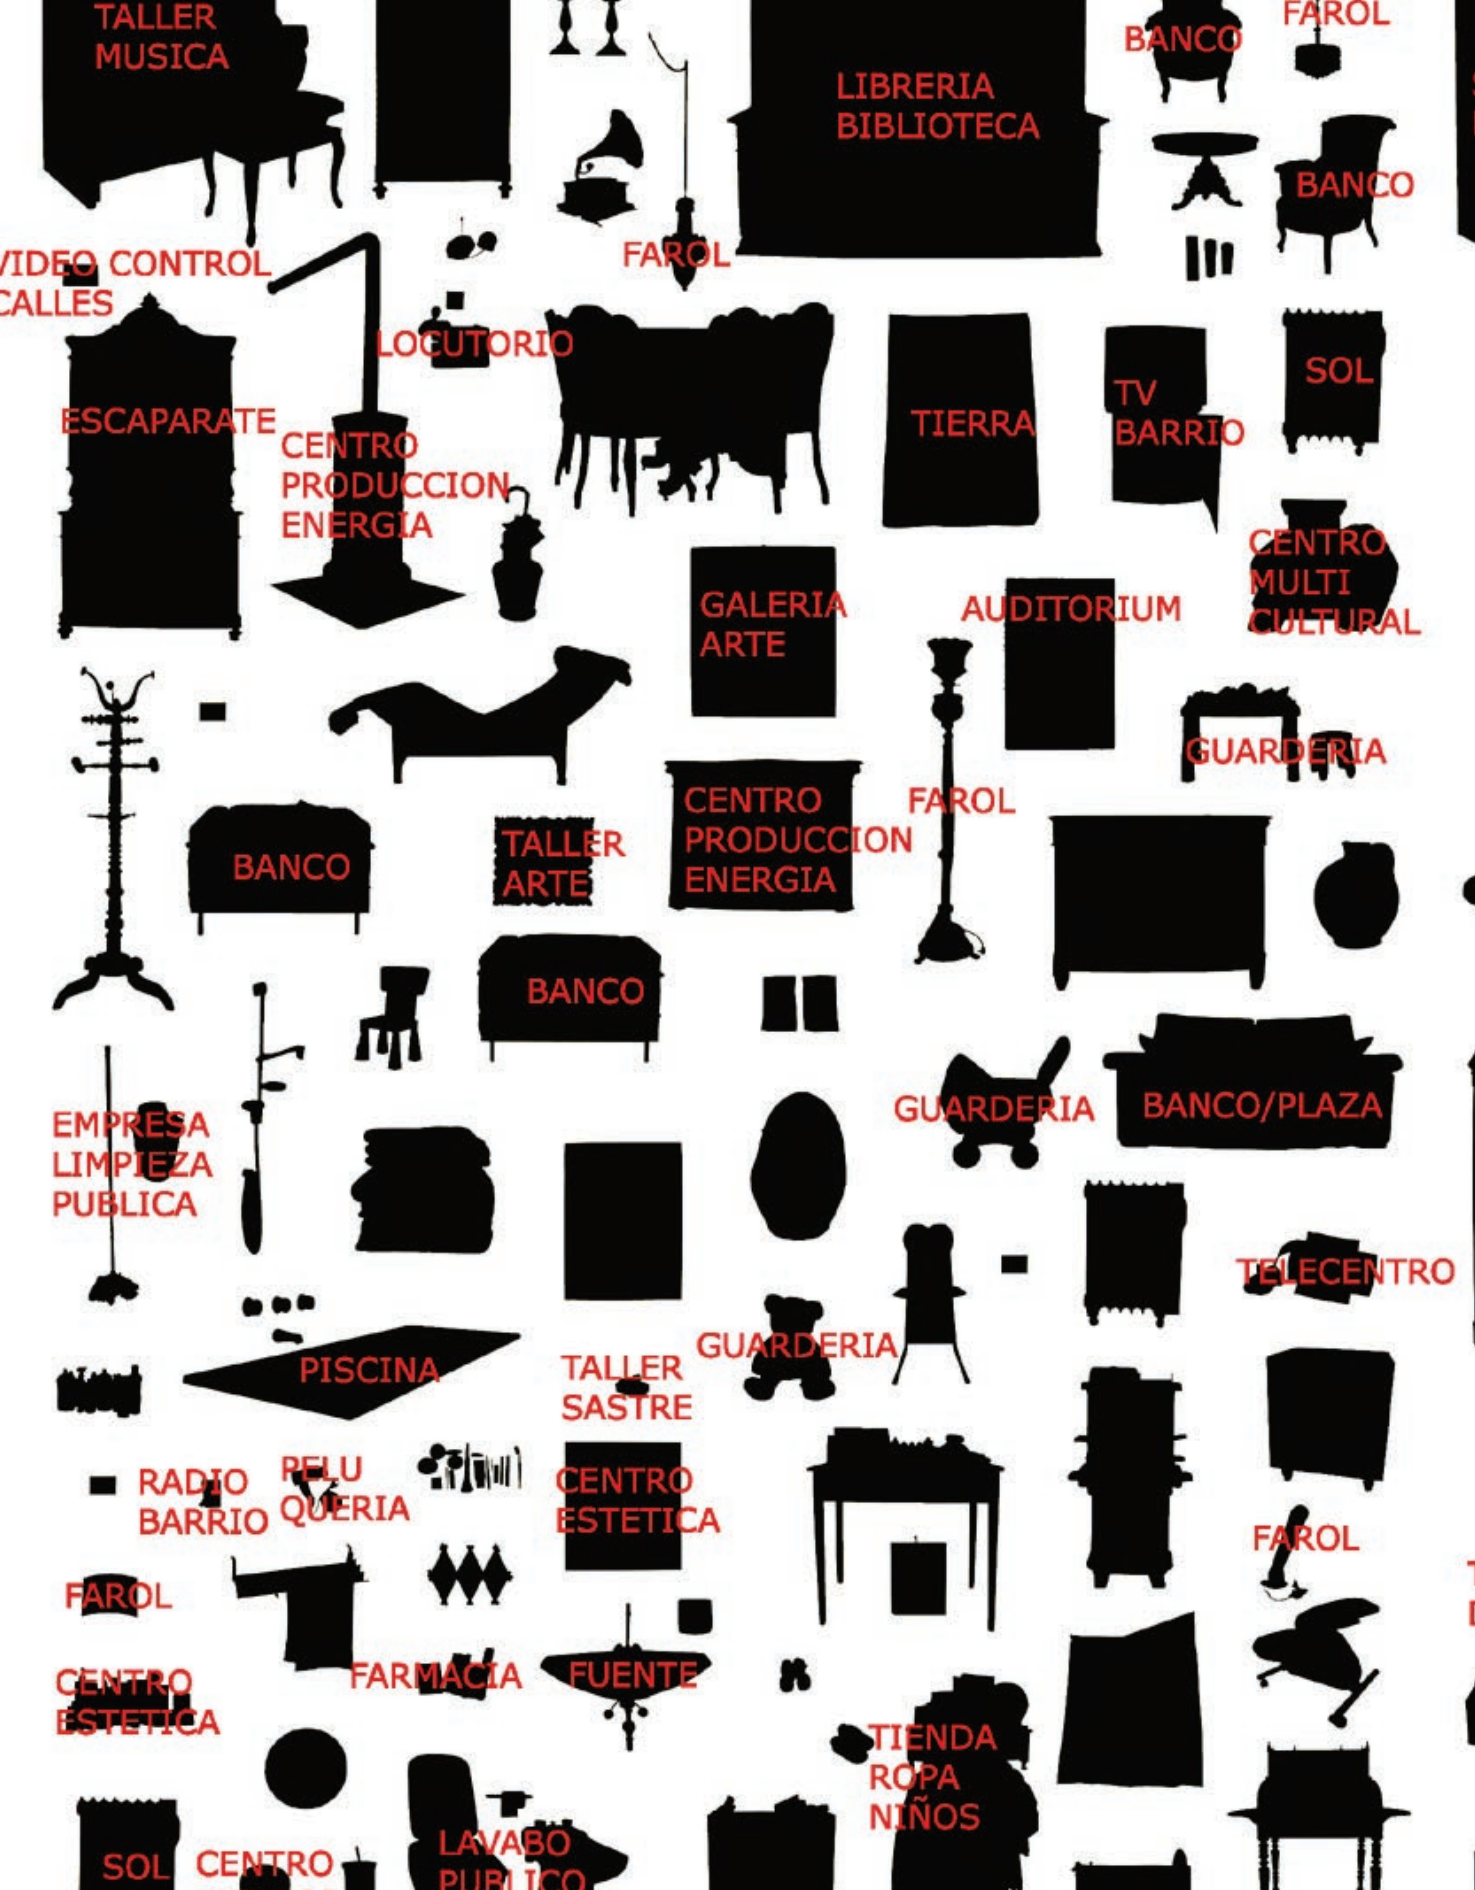 TALLER
MUSICA
LIBRERIA
BIBLIOTECA
BANCO
FAROL
BANCO
FAROL
VIDEO CONTROL
CALLES
LOCUTORIO
ESCAPARATE
CENTRO
PRODUCCION
ENERGIA
TIERRA
TV
BARRIO
SOL
CENTRO
MULTI
CULTURAL
GALERIA
ARTE
AUDITORIUM
GUARDERIA
BANCO
TALLER
ARTE
CENTRO
PRODUCCION
ENERGIA
FAROL
BANCO
GUARDERIA
BANCO/PLAZA
EMPRESA
LIMPIEZA
PUBLICA
TELECENTRO
PISCINA
TALLER
SASTRE
GUARDERIA
RADIO
BARRIO
PELU
QUERIA
CENTRO
ESTETICA
FAROL
FAROL
CENTRO
ESTETICA
FARMACIA
FUENTE
TIENDA
ROPA
NIÑOS
SOL
CENTRO
LAVABO
PUBLICO